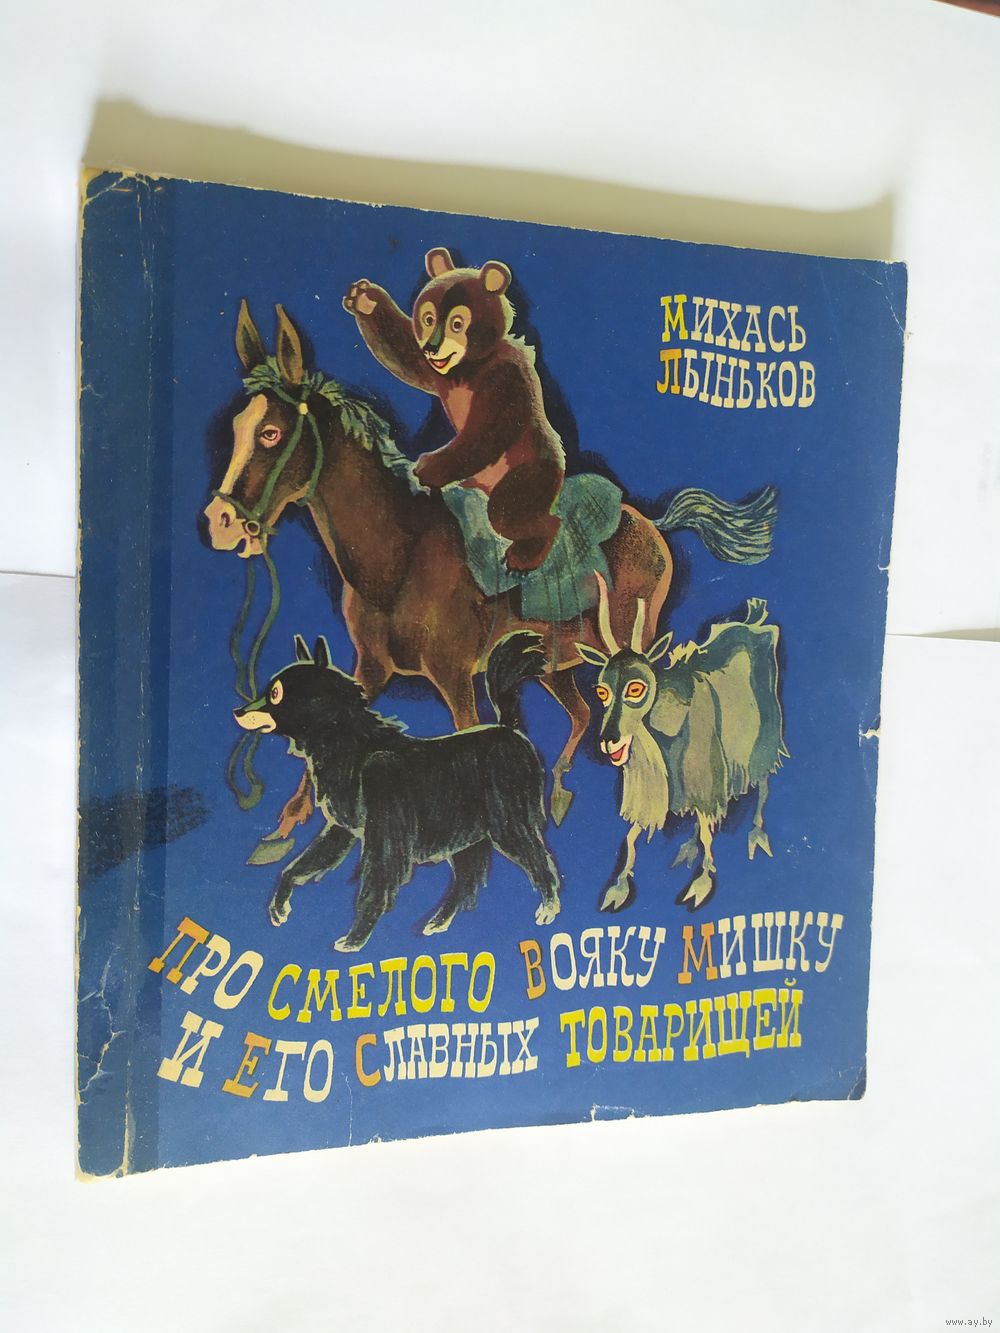 МИХАСЬ
ЛЫНЬКОВ
ПРО СМЕЛОГО ВОЯКУ МИШКУ
И ЕГО СЛАВНЫХ ТОВАРИЩЕЙ
www.ay.by